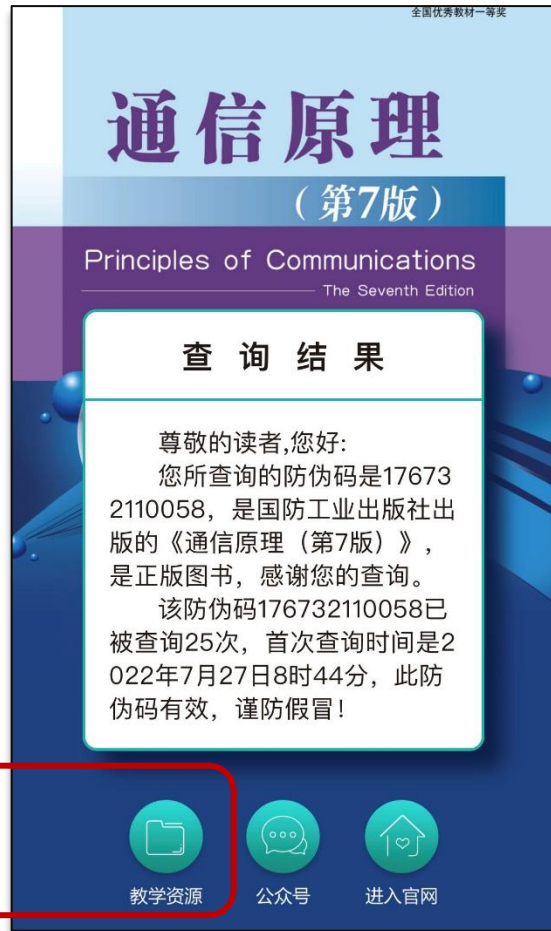 全国优秀教材一等奖
通信原理
（第7版）
Principles of Communications
The Seventh Edition
查询结果
尊敬的读者,您好:
您所查询的防伪码是17673
2110058，是国防工业出版社出
版的《通信原理（第7版）》，
是正版图书，感谢您的查询。
该防伪码176732110058已
被查询25次，首次查询时间是2
022年7月27日8时44分，此防
伪码有效，谨防假冒！
教学资源 公众号 进入官网